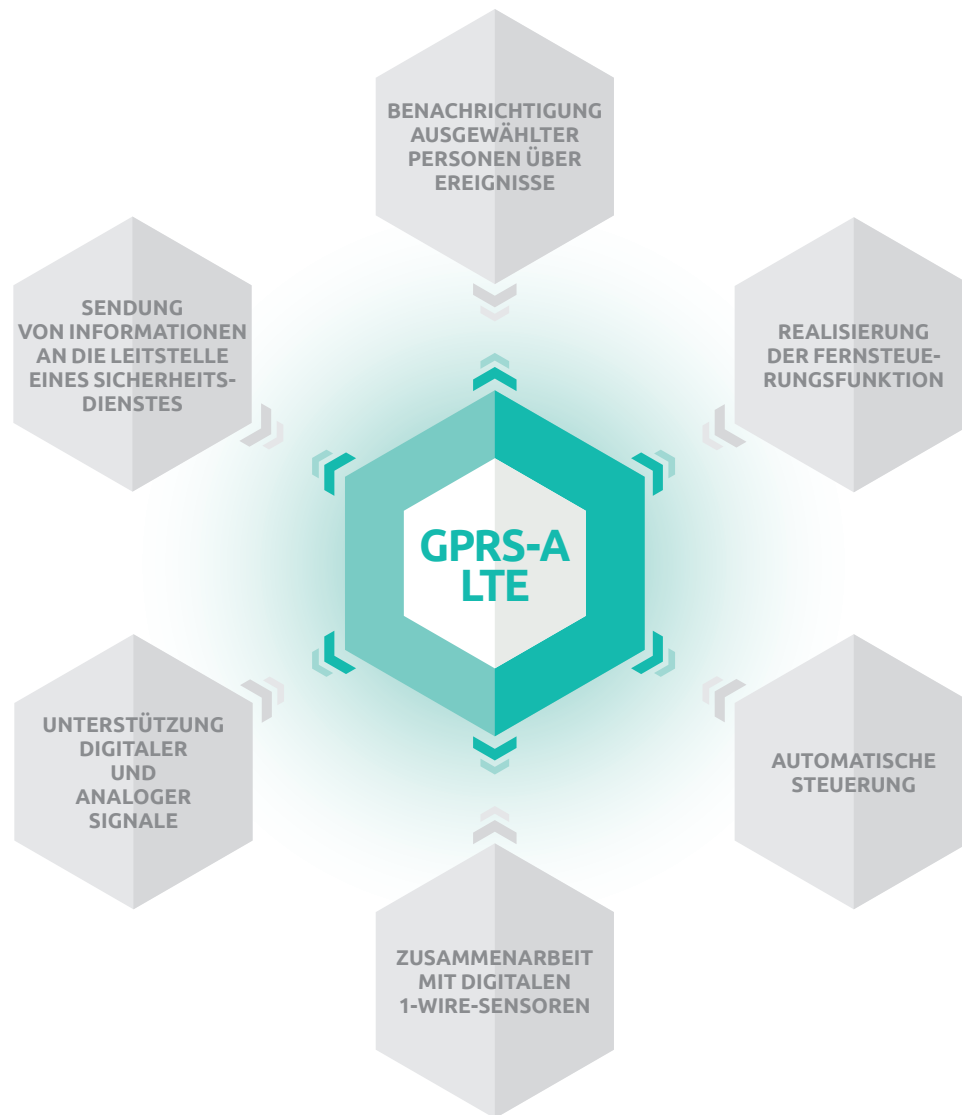 BENACHRICHTIGUNG
AUSGEWÄHLTER
PERSONEN ÜBER
EREIGNISSE
SENDUNG
VON INFORMATIONEN
AN DIE LEITSTELLE
EINES SICHERHEITS-
DIENSTES
REALISIERUNG
DER FERNSTEUE-
RUNGSFUNKTION
GPRS-A
LTE
UNTERSTÜTZUNG
DIGITALER
UND
ANALOGER
SIGNALE
AUTOMATISCHE
STEUERUNG
ZUSAMMENARBEIT
MIT DIGITALEN
1-WIRE-SENSOREN